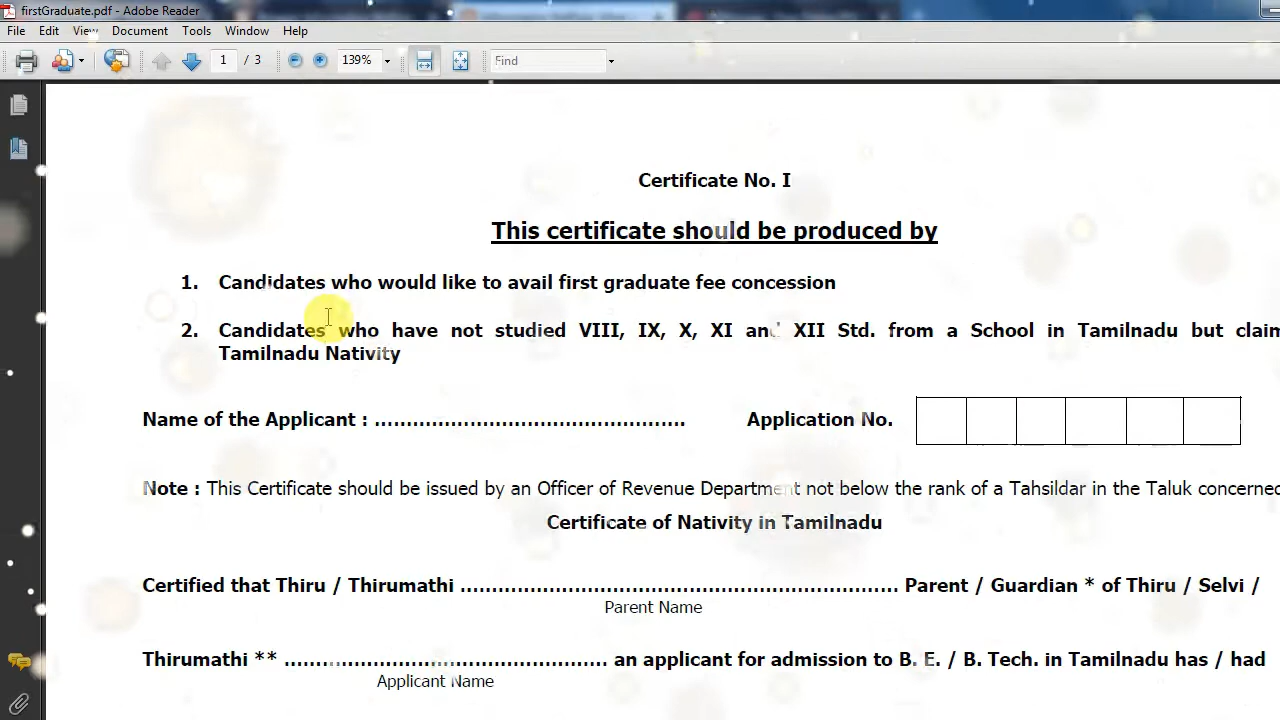 firstGraduate.pdf - Adobe Reader
File Edit View Document Tools Window Help
1 / 3 139% Find
Certificate No. I
This certificate should be produced by
1. Candidates who would like to avail first graduate fee concession
2. Candidates who have not studied VIII, IX, X, XI and XII Std. from a School in Tamilnadu but claim
Tamilnadu Nativity
Name of the Applicant : ................................................ Application No.
Note : This Certificate should be issued by an Officer of Revenue Department not below the rank of a Tahsildar in the Taluk concerned
Certificate of Nativity in Tamilnadu
Certified that Thiru / Thirumathi .................................................................... Parent / Guardian * of Thiru / Selvi /
Parent Name
Thirumathi ** .................................................. an applicant for admission to B. E. / B. Tech. in Tamilnadu has / had
Applicant Name